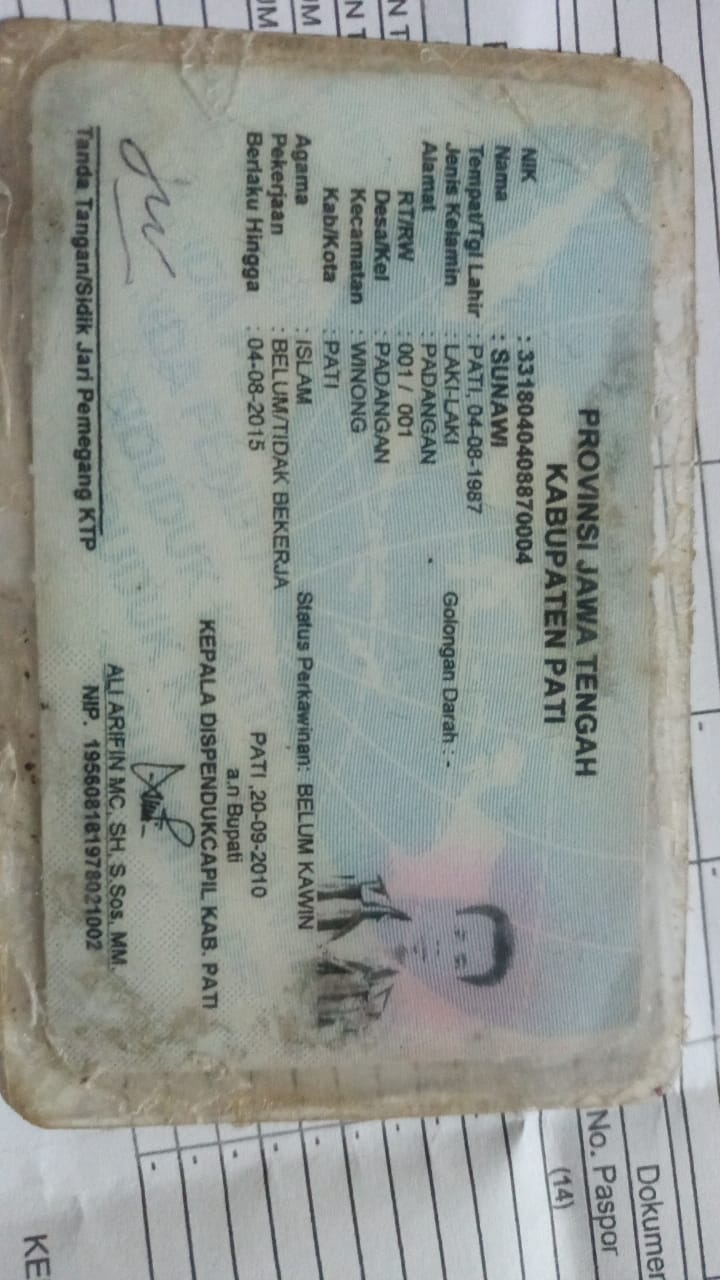 PROVINSI JAWA TENGAH
KABUPATEN PATI
NIK : 3318040408870004
Nama : SUNAWI
Tempat/Tgl Lahir : PATI, 04-08-1987
Jenis Kelamin : LAKI-LAKI Golongan Darah : -
Alamat : PADANGAN
RT/RW : 001 / 001
Desa/Kel : PADANGAN
Kecamatan : WINONG
Kab/Kota : PATI
Agama : ISLAM Status Perkawinan: BELUM KAWIN
Pekerjaan : BELUM/TIDAK BEKERJA
Berlaku Hingga : 04-08-2015
PATI ,20-09-2010
a.n Bupati
KEPALA DISPENDUKCAPIL KAB. PATI
ALI ARIFIN MC, SH, S.Sos, MM.
NIP. 195608181978021002
Tanda Tangan/Sidik Jari Pemegang KTP
Dokumen
No. Paspor
(14)